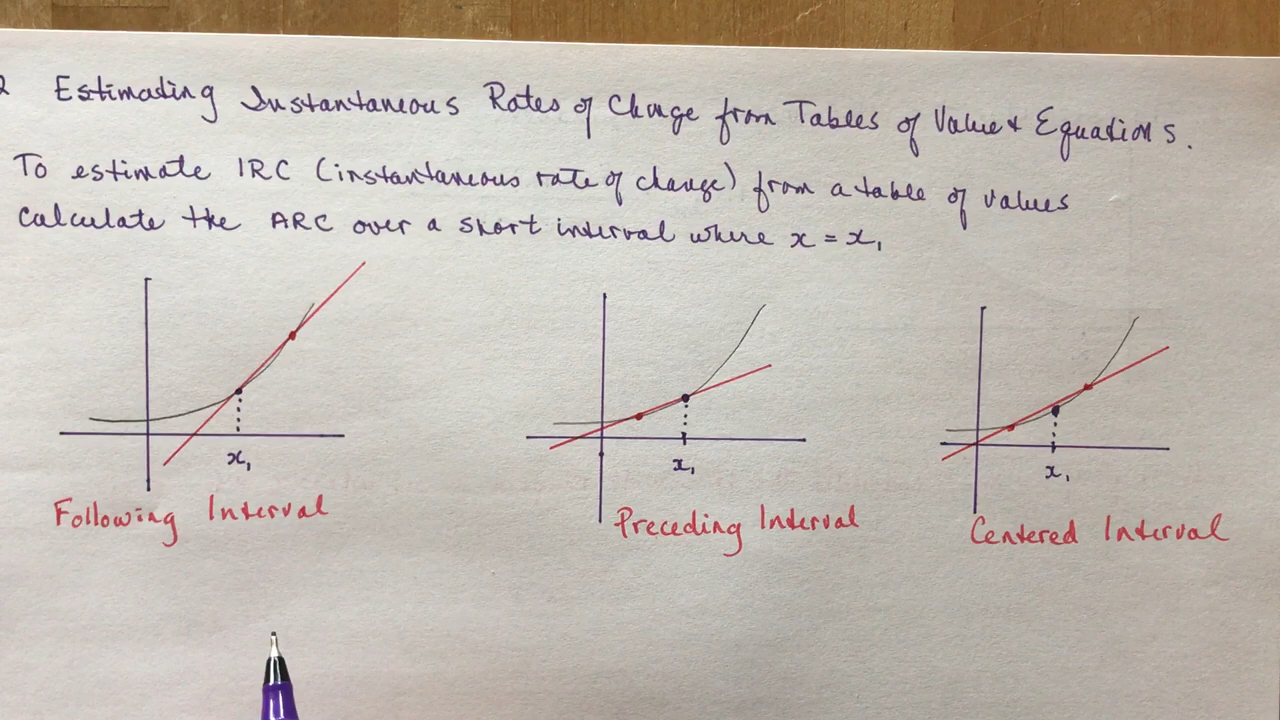 2 Estimating Instantaneous Rates of Change from Tables of Value & Equations.
To estimate IRC (instantaneous rate of change) from a table of values
calculate the ARC over a short interval where x = x₁
x₁ x₁ x₁
Following Interval Preceding Interval Centered Interval